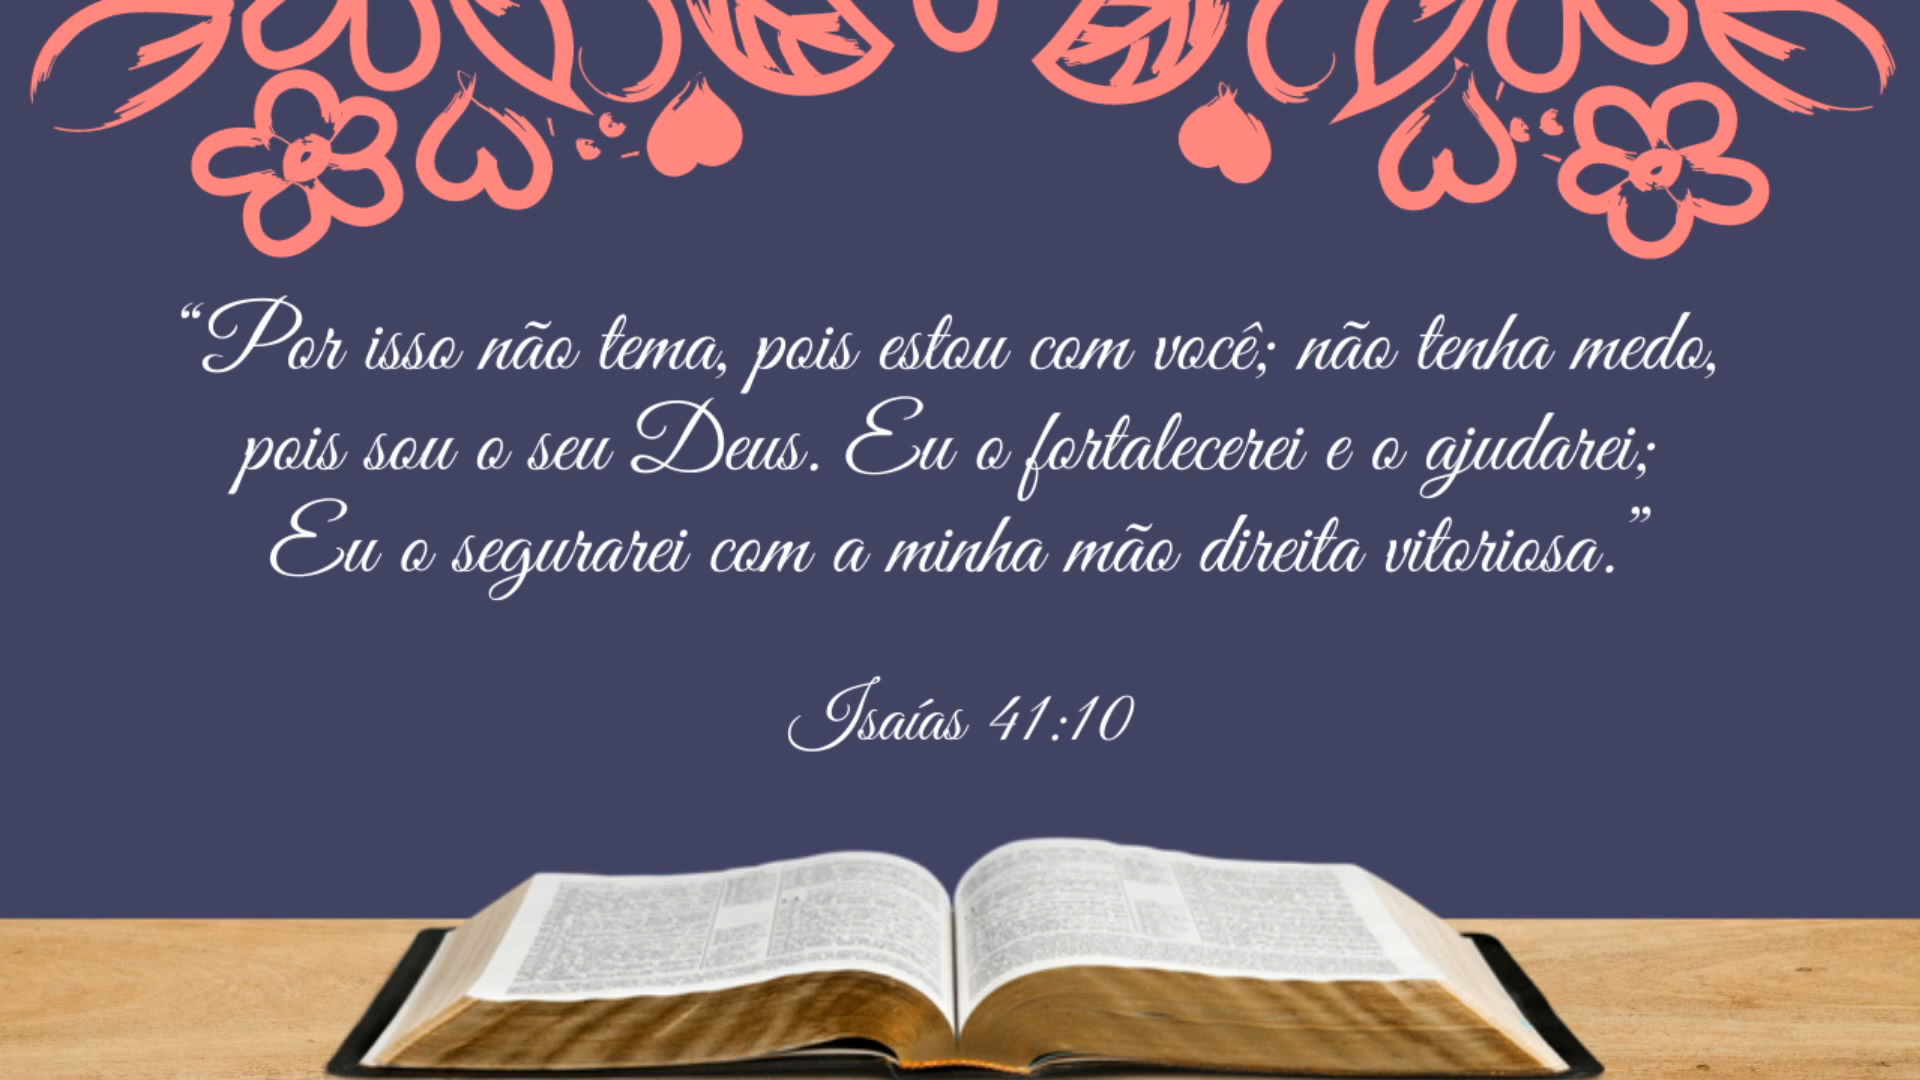 “Por isso não tema, pois estou com você; não tenha medo,
pois sou o seu Deus. Eu o fortalecerei e o ajudarei;
Eu o segurarei com a minha mão direita vitoriosa.”
Isaías 41:10